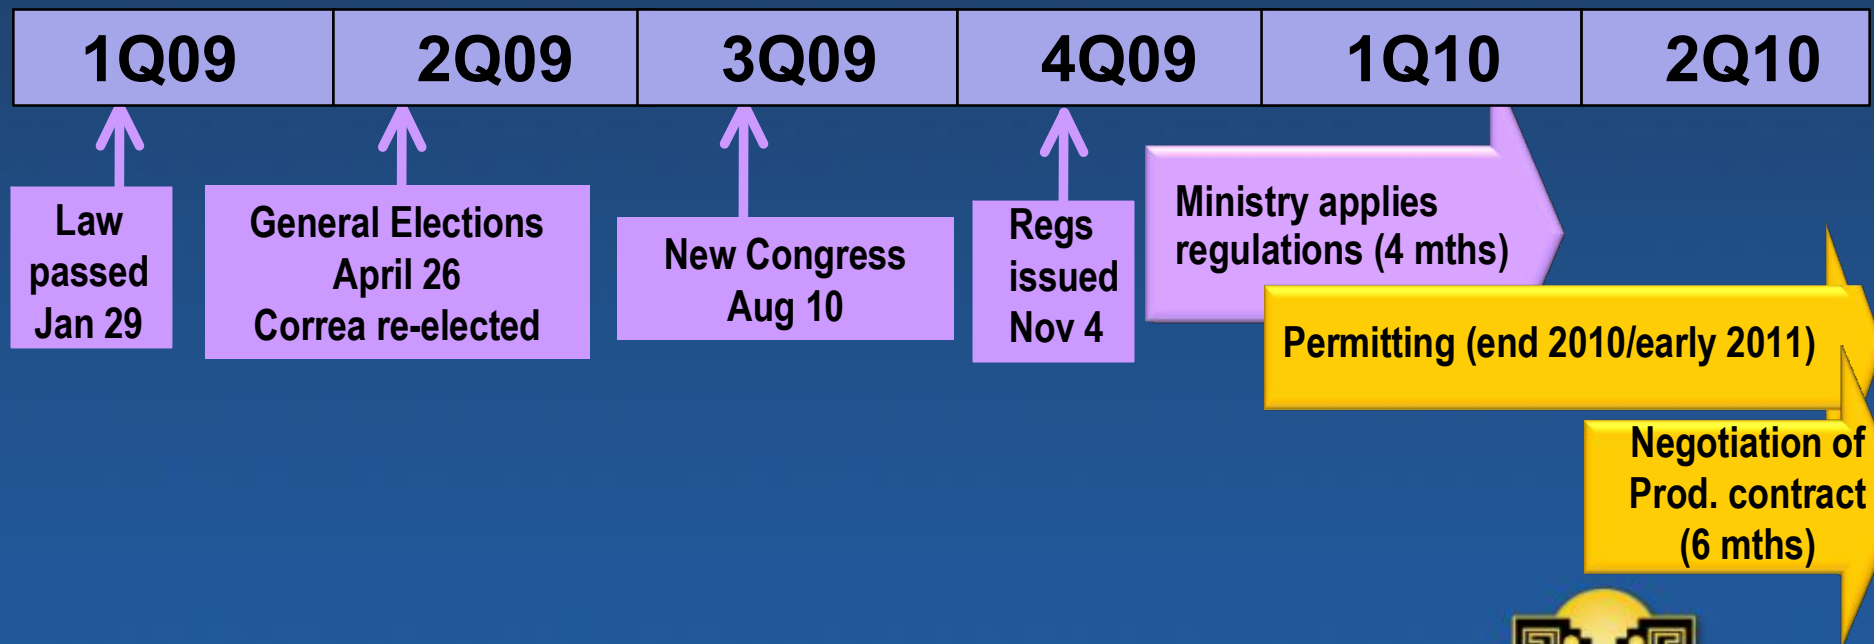 1Q09 2Q09 3Q09 4Q09 1Q10 2Q10
Law
passed
Jan 29
General Elections
April 26
Correa re-elected
New Congress
Aug 10
Regs
issued
Nov 4
Ministry applies
regulations (4 mths)
Permitting (end 2010/early 2011)
Negotiation of
Prod. contract
(6 mths)